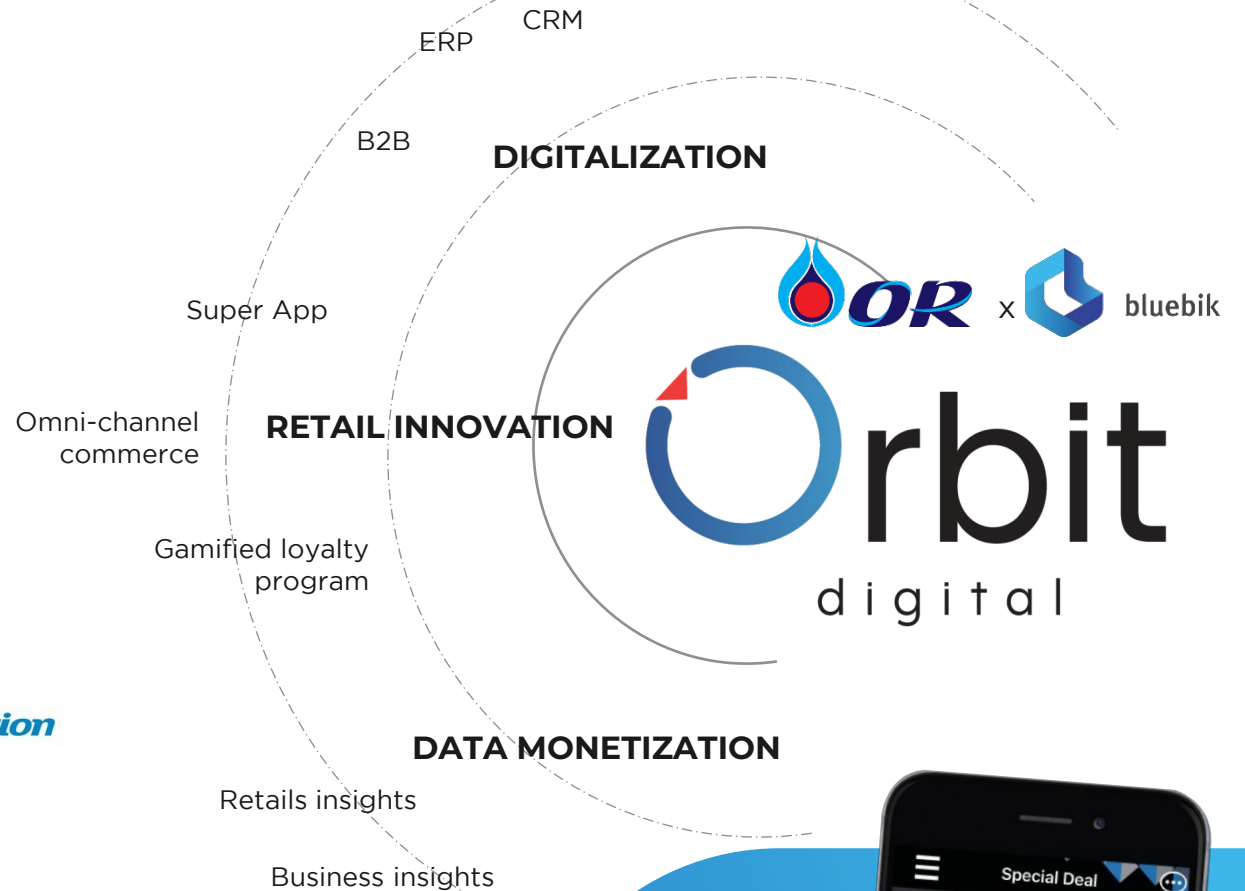 CRM
ERP
B2B
DIGITALIZATION
OR x bluebik
Super App
Orbit
digital
Omni-channel
commerce
RETAIL INNOVATION
Gamified loyalty
program
ion
DATA MONETIZATION
Retails insights
Business insights
Special Deal